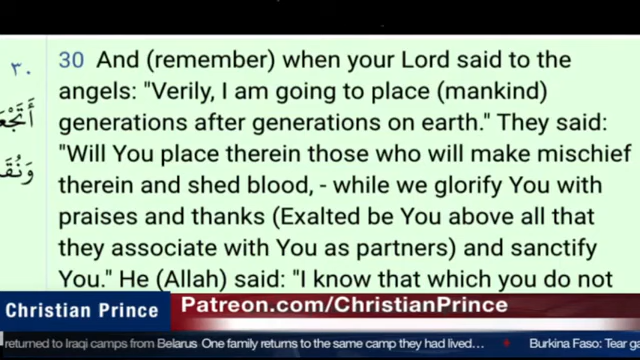 ٣٠
أَتَجْعَ
وَنُقَ
30 And (remember) when your Lord said to the
angels: "Verily, I am going to place (mankind)
generations after generations on earth." They said:
"Will You place therein those who will make mischief
therein and shed blood, - while we glorify You with
praises and thanks (Exalted be You above all that
they associate with You as partners) and sanctify
You." He (Allah) said: "I know that which you do not
Christian Prince
Patreon.com/ChristianPrince
returned to Iraqi camps from Belarus One family returns to the same camp they had lived... Burkina Faso: Tear ga